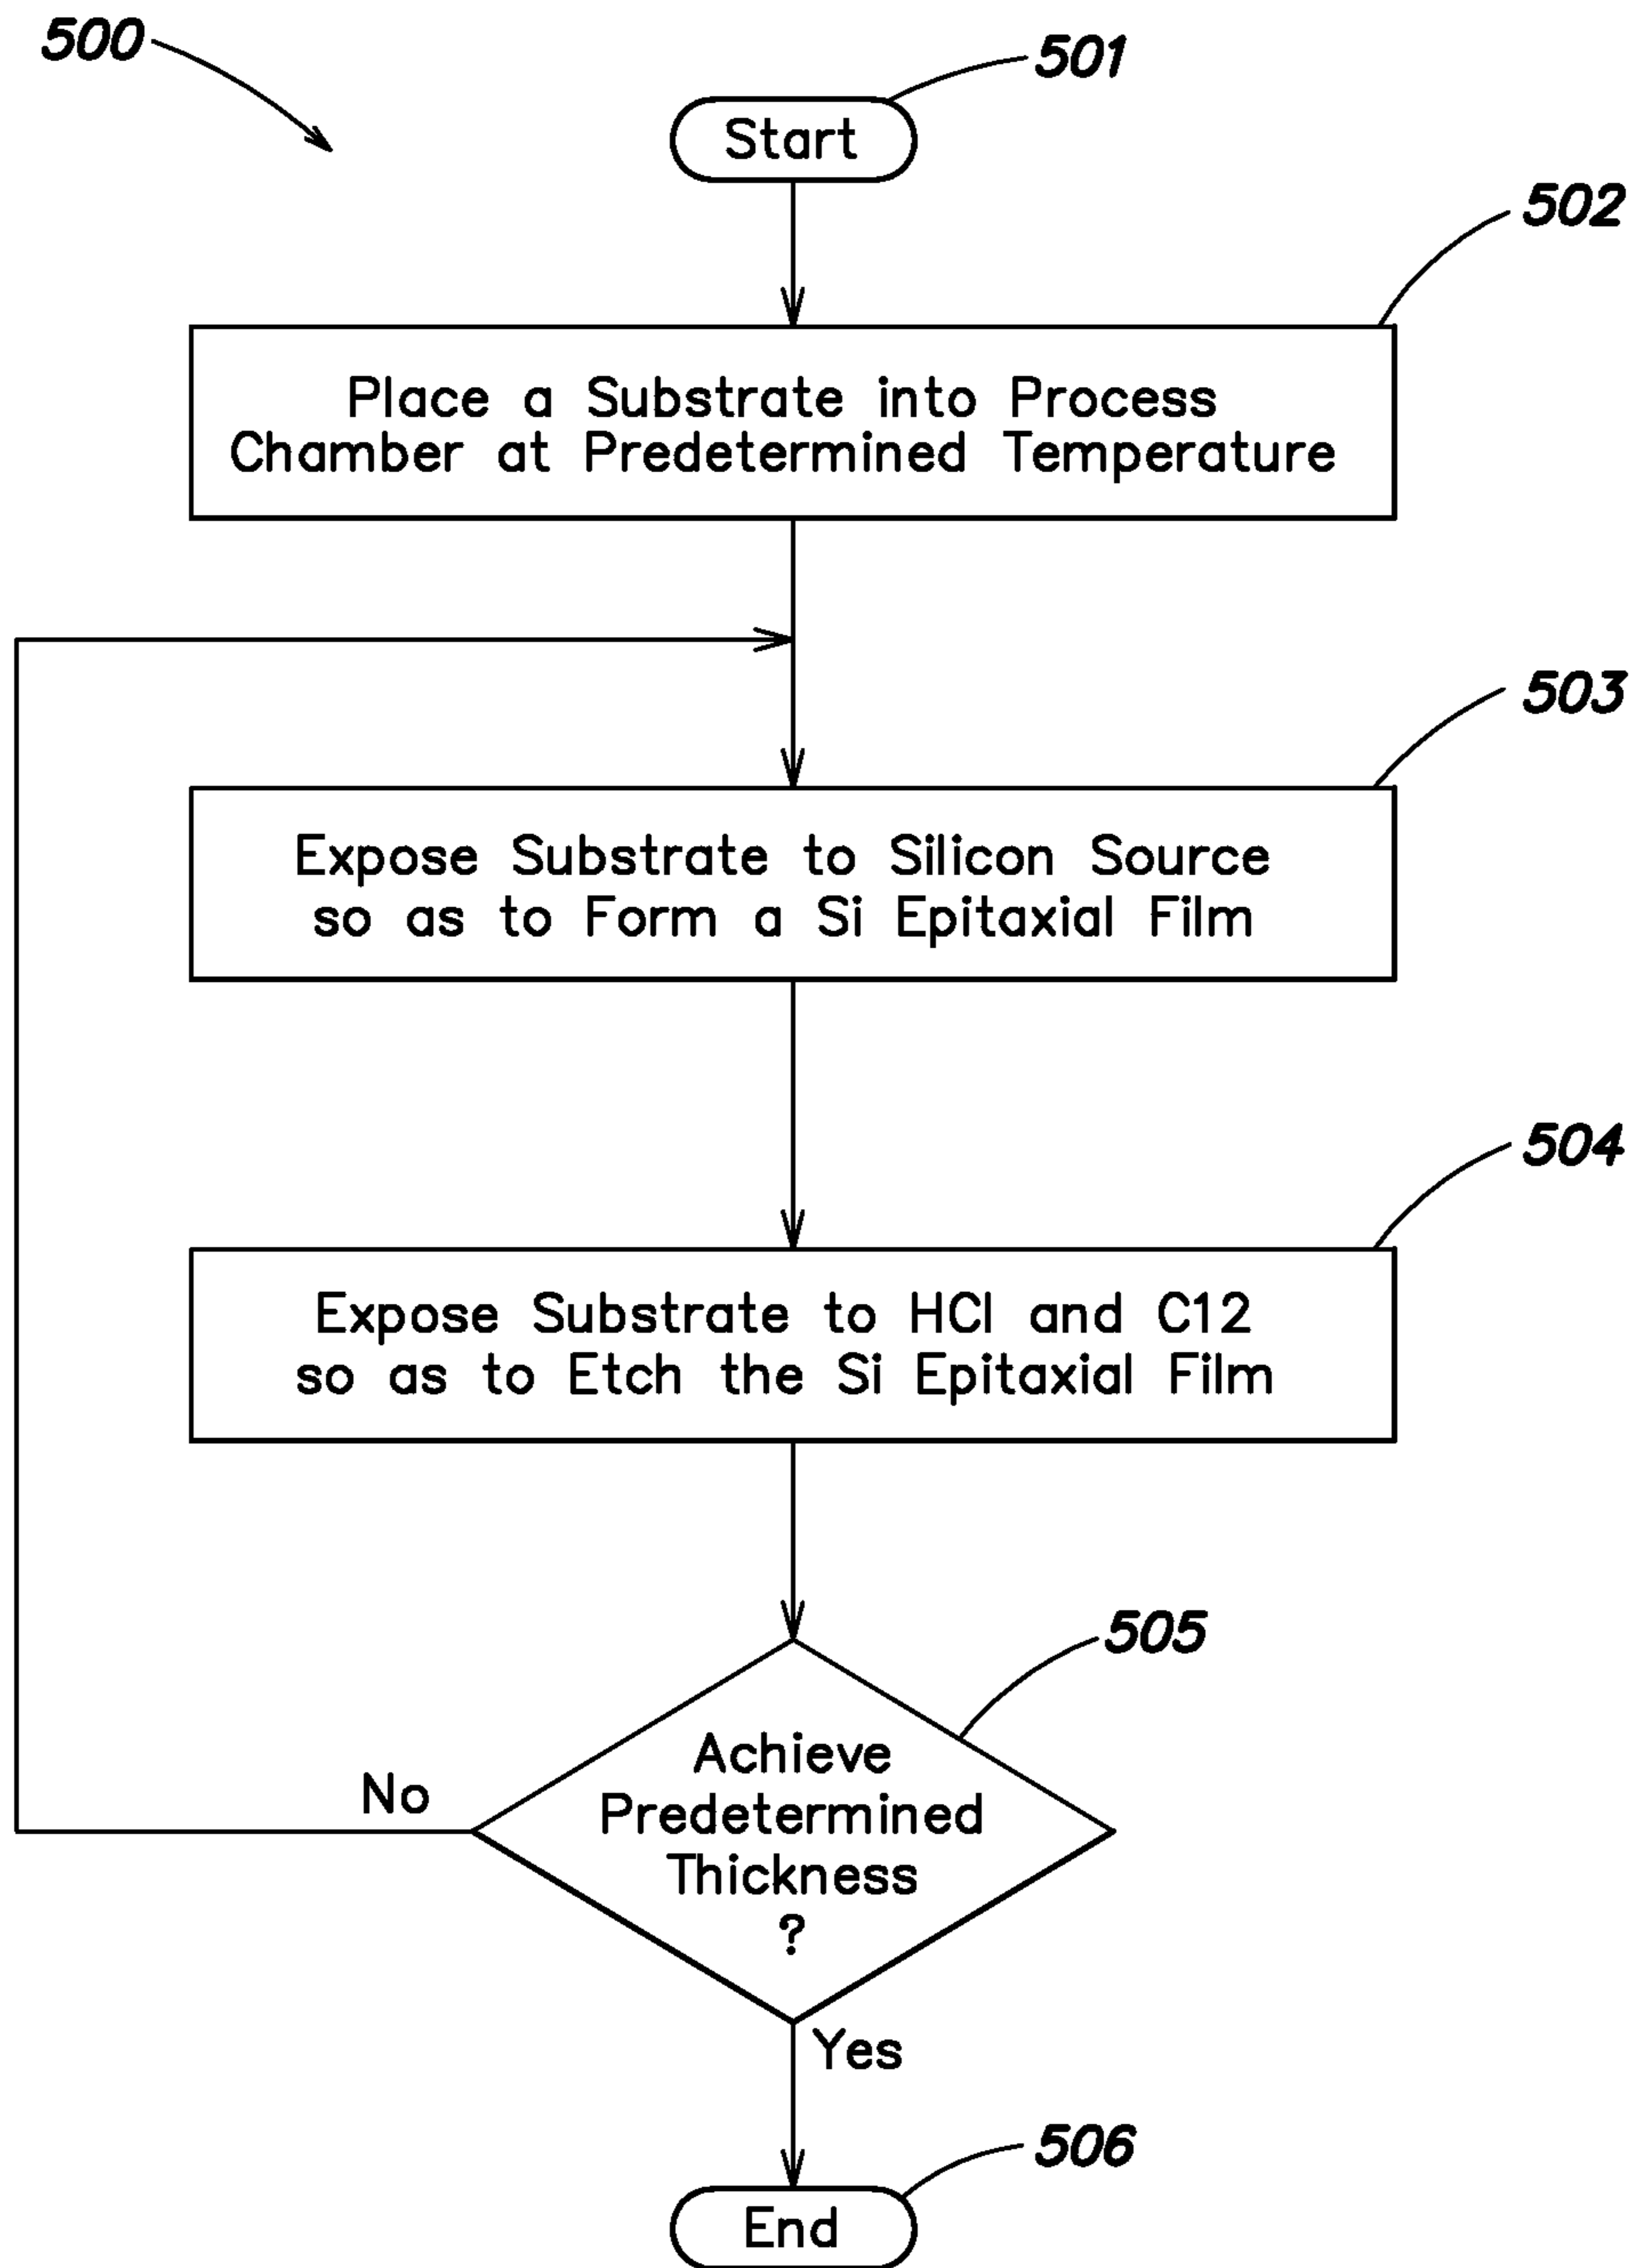 500
501
Start
502
Place a Substrate into Process
Chamber at Predetermined Temperature
503
Expose Substrate to Silicon Source
so as to Form a Si Epitaxial Film
504
Expose Substrate to HCl and C12
so as to Etch the Si Epitaxial Film
505
Achieve
Predetermined
Thickness
?
No
Yes
506
End